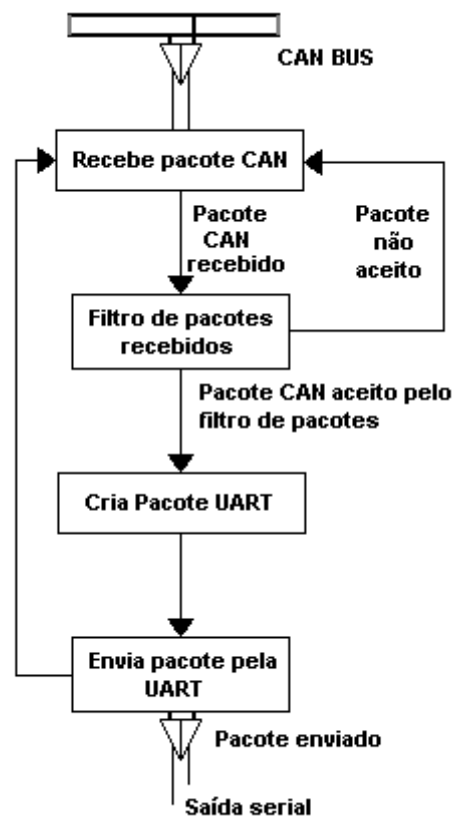 CAN BUS
Recebe pacote CAN
Pacote
CAN
recebido
Pacote
não
aceito
Filtro de pacotes
recebidos
Pacote CAN aceito pelo
filtro de pacotes
Cria Pacote UART
Envia pacote pela
UART
Pacote enviado
Saída serial